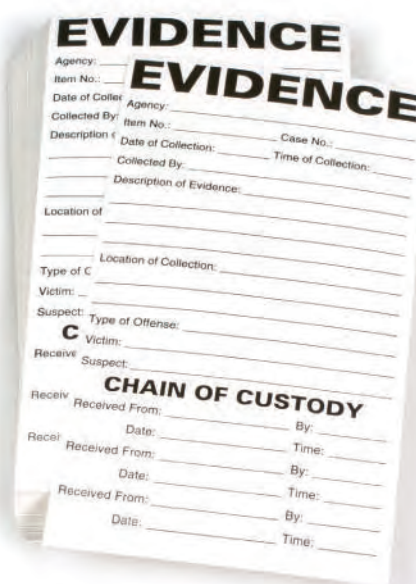 EVIDENCE
Agency:
Item No.:
Date of Collec
Collected By:
Description
Location of
Type of O
Victim:
Suspect:
C
Receive
Receiv
Recei
EVIDENCE
Agency:
Item No.: Case No.:
Date of Collection: Time of Collection:
Collected By:
Description of Evidence:
Location of Collection:
Type of Offense:
Victim:
Suspect:
CHAIN OF CUSTODY
Received From: By:
Date: Time:
Received From: By:
Date: Time:
Received From: By:
Date: Time: